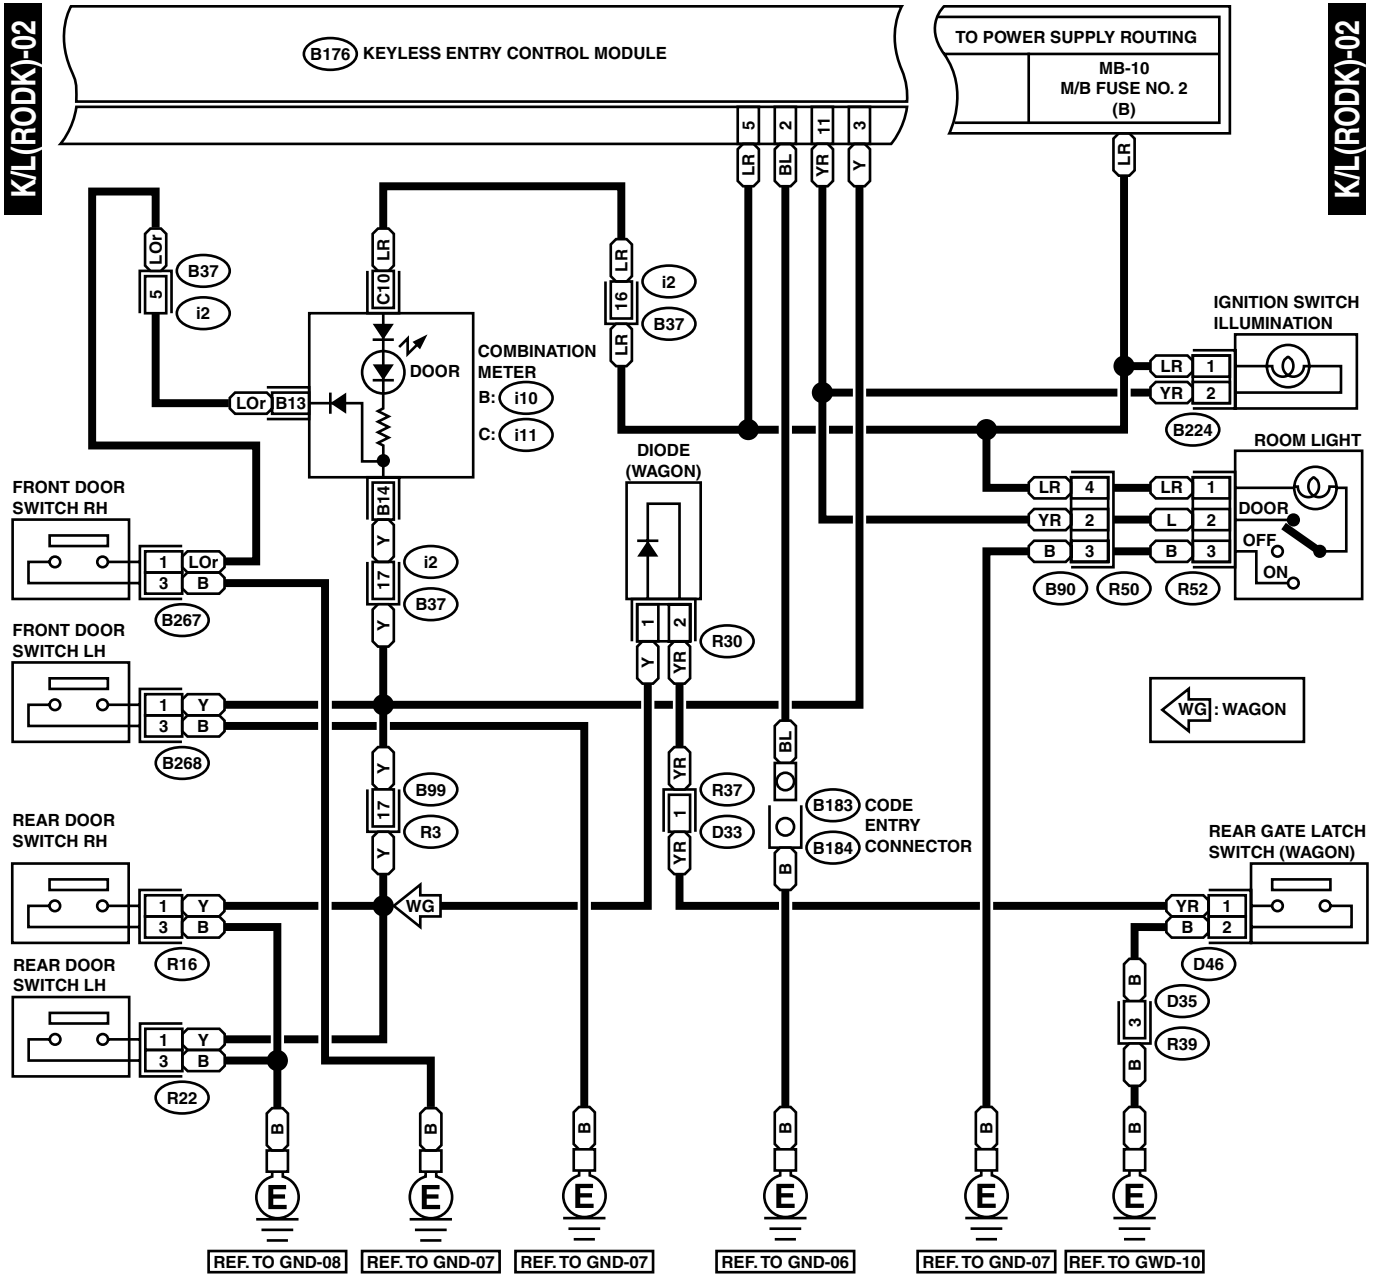 K/L(RODK)-02
K/L(RODK)-02
B176 KEYLESS ENTRY CONTROL MODULE
TO POWER SUPPLY ROUTING
MB-10
M/B FUSE NO. 2
(B)
5 2 11 3
LR BL YR Y
LR
LOr
5
B37
i2
LR
C10
LR
16
LR
i2
B37
DOOR
COMBINATION
METER
B: i10
C: i11
LOr B13
B14
Y
17
Y
i2
B37
IGNITION SWITCH
ILLUMINATION
LR 1
YR 2
B224
ROOM LIGHT
LR 4 LR 1
YR 2 L 2
B 3 B 3
DOOR
OFF
ON
B90 R50 R52
DIODE
(WAGON)
1 2
Y YR
R30
FRONT DOOR
SWITCH RH
1 LOr
3 B
B267
FRONT DOOR
SWITCH LH
1 Y
3 B
B268
WG : WAGON
Y
17
Y
B99
R3
YR
1
YR
R37
D33
BL
B
B183 CODE
ENTRY
B184 CONNECTOR
REAR DOOR
SWITCH RH
1 Y
3 B
R16
WG
REAR GATE LATCH
SWITCH (WAGON)
YR 1
B 2
D46
REAR DOOR
SWITCH LH
1 Y
3 B
R22
B
3
B
D35
R39
B B B B B B
E E E E E E
REF. TO GND-08 REF. TO GND-07 REF. TO GND-07 REF. TO GND-06 REF. TO GND-07 REF. TO GWD-10